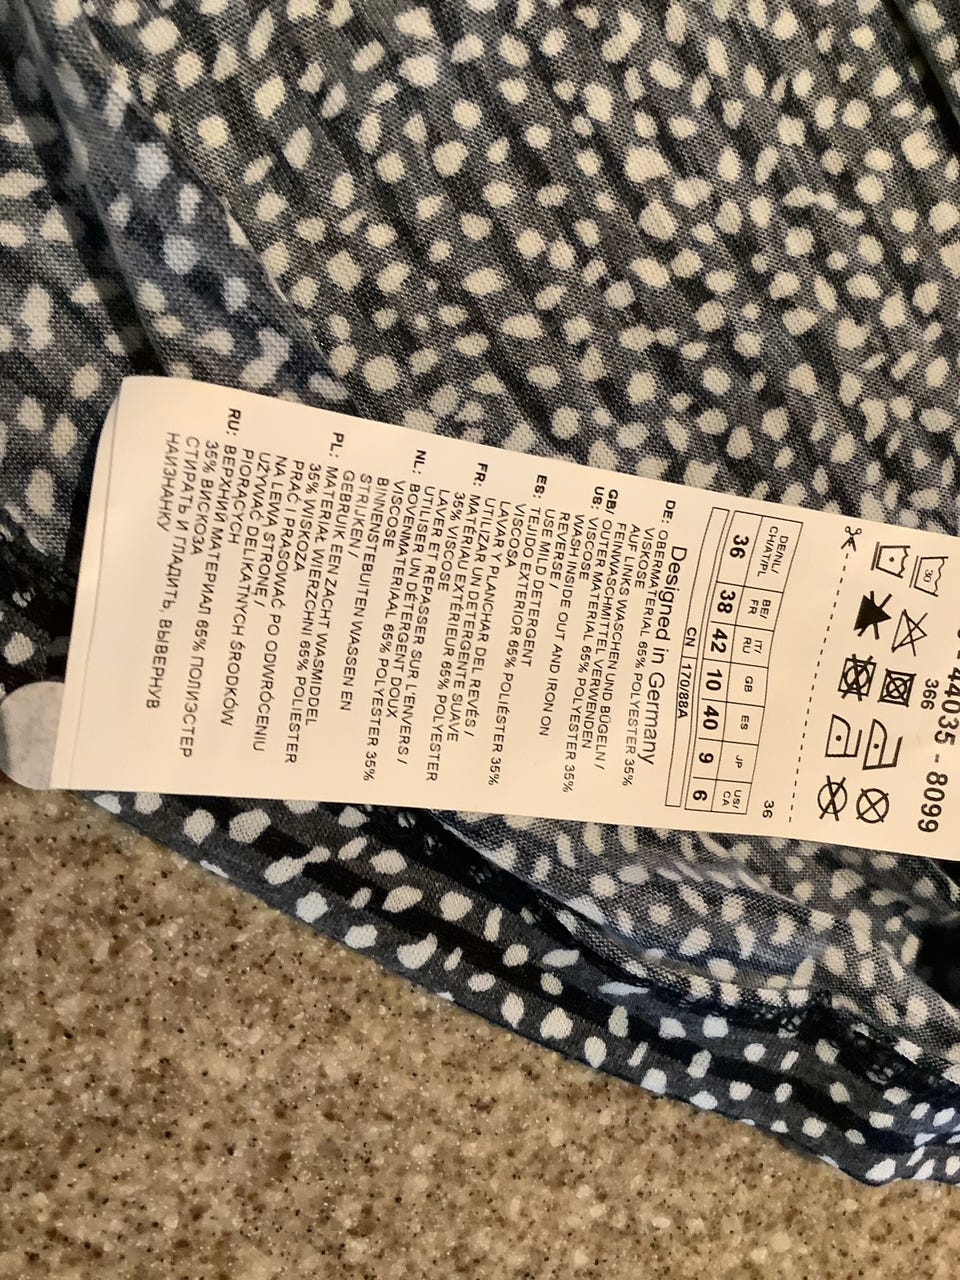 44035 - 8099
366
30
36
DE/NL/ CH/AT/PL BE/ FR IT/ RU GB ES JP US/ CA
36 38 42 10 40 9 6
CN 170/88A
Designed in Germany
DE: OBERMATERIAL 65% POLYESTER 35%
VISKOSE
AUF LINKS WASCHEN UND BÜGELN /
FEINWASCHMITTEL VERWENDEN
GB/ OUTER MATERIAL 65% POLYESTER 35%
US: VISCOSE
WASH INSIDE OUT AND IRON ON
REVERSE /
USE MILD DETERGENT
ES: TEJIDO EXTERIOR 65% POLIÉSTER 35%
VISCOSA
LAVAR Y PLANCHAR DEL REVÉS /
UTILIZAR UN DETERGENTE SUAVE
FR: MATÉRIAU EXTÉRIEUR 65% POLYESTER
35% VISCOSE
LAVER ET REPASSER SUR L'ENVERS /
UTILISER UN DÉTERGENT DOUX
NL: BOVENMATERIAAL 65% POLYESTER 35%
VISCOSE
BINNENSTEBUITEN WASSEN EN
STRIJKEN /
GEBRUIK EEN ZACHT WASMIDDEL
PL: MATERIAŁ WIERZCHNI 65% POLIESTER
35% WISKOZA
PRAĆ I PRASOWAĆ PO ODWRÓCENIU
NA LEWĄ STRONĘ /
UŻYWAĆ DELIKATNYCH ŚRODKÓW
PIORĄCYCH
RU: ВЕРХНИЙ МАТЕРИАЛ 65% ПОЛИЭСТЕР
35% ВИСКОЗА
СТИРАТЬ И ГЛАДИТЬ, ВЫВЕРНУВ
НАИЗНАНКУ